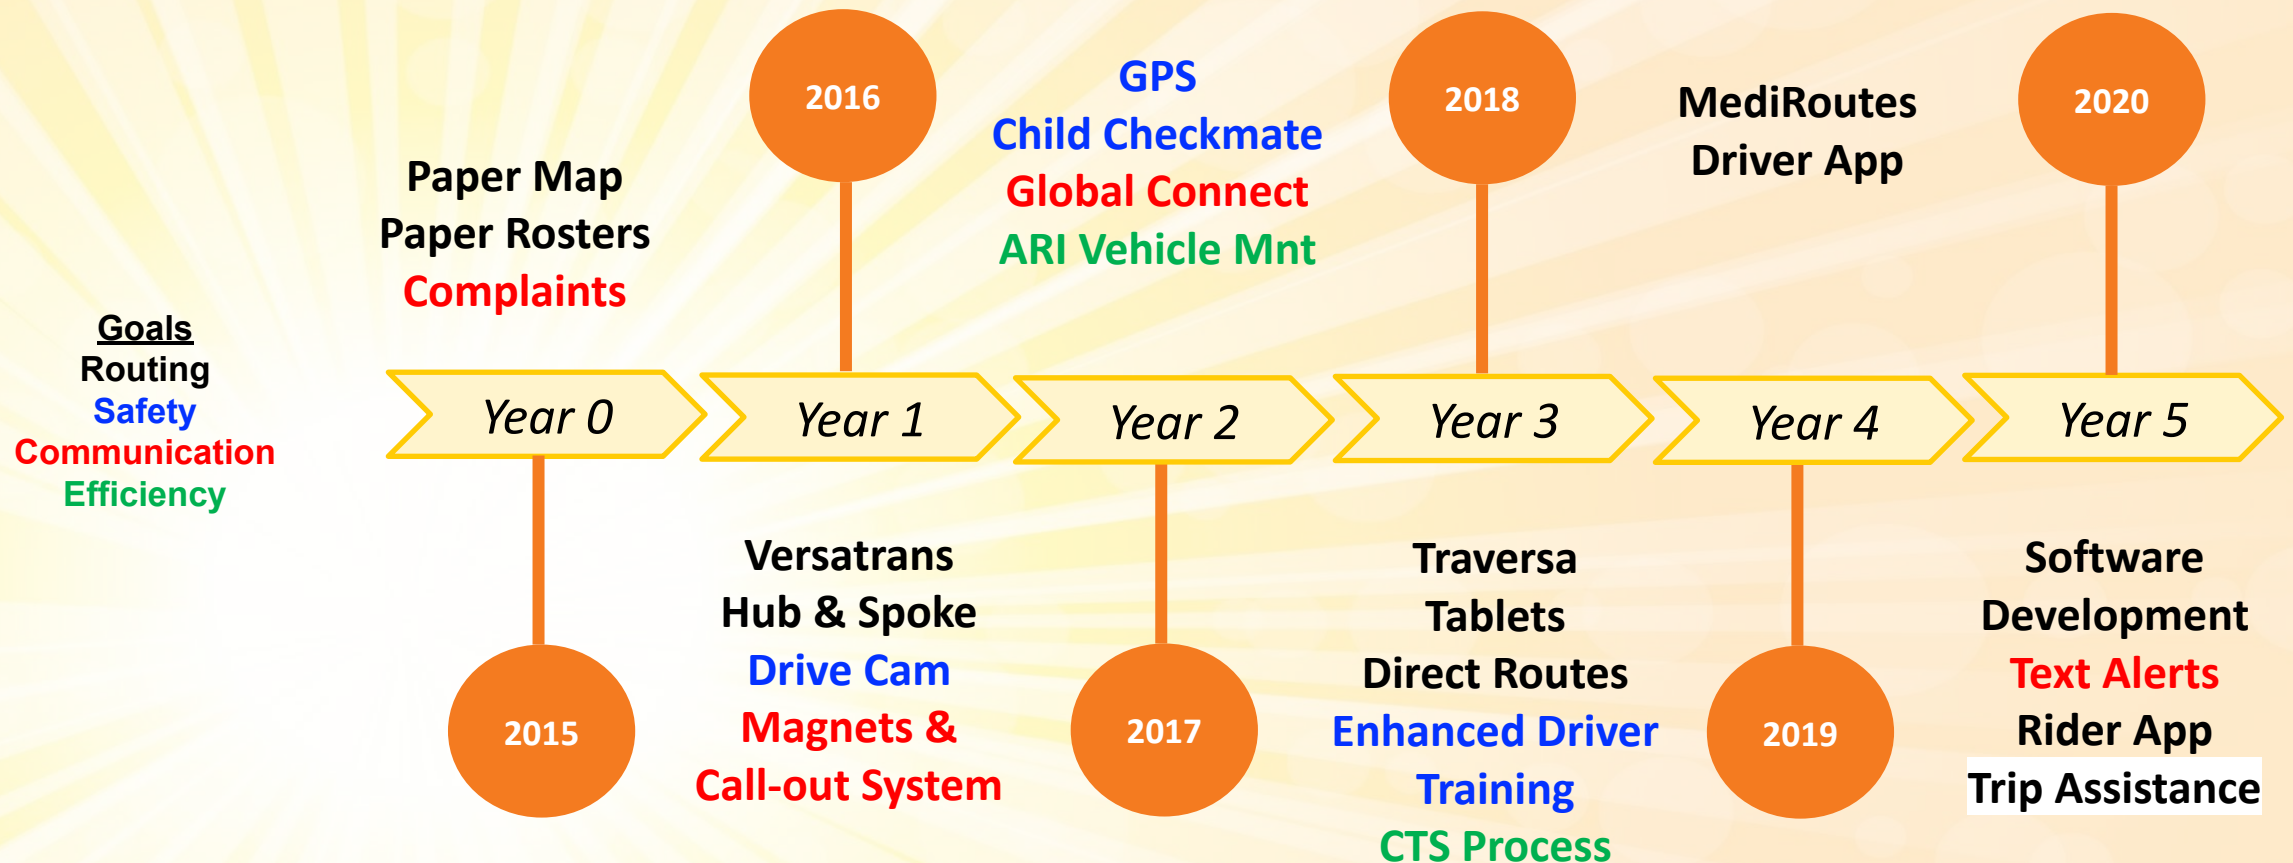 Goals
Routing
Safety
Communication
Efficiency
Paper Map
Paper Rosters
Complaints
Year 0
2015
2016
Year 1
Versatrans
Hub & Spoke
Drive Cam
Magnets &
Call-out System
GPS
Child Checkmate
Global Connect
ARI Vehicle Mnt
Year 2
2017
2018
Year 3
Traversa
Tablets
Direct Routes
Enhanced Driver
Training
CTS Process
MediRoutes
Driver App
Year 4
2019
2020
Year 5
Software
Development
Text Alerts
Rider App
Trip Assistance